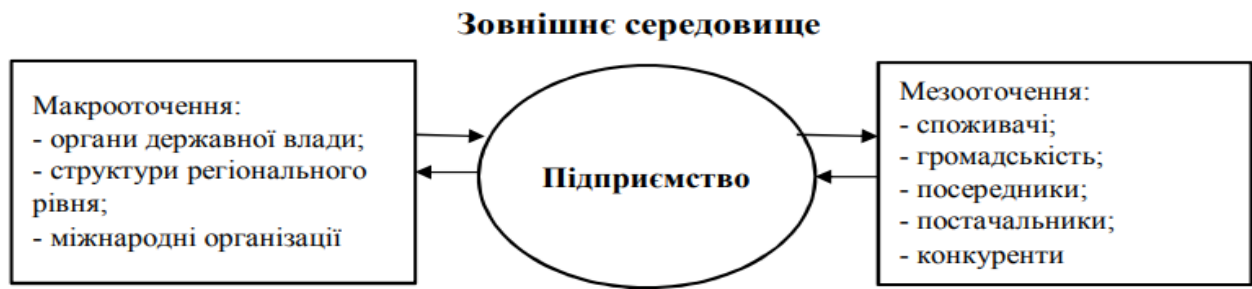 Зовнішнє середовище
Макрооточення:
- органи державної влади;
- структури регіонального
рівня;
- міжнародні організації
Підприємство
Мезооточення:
- споживачі;
- громадськість;
- посередники;
- постачальники;
- конкуренти